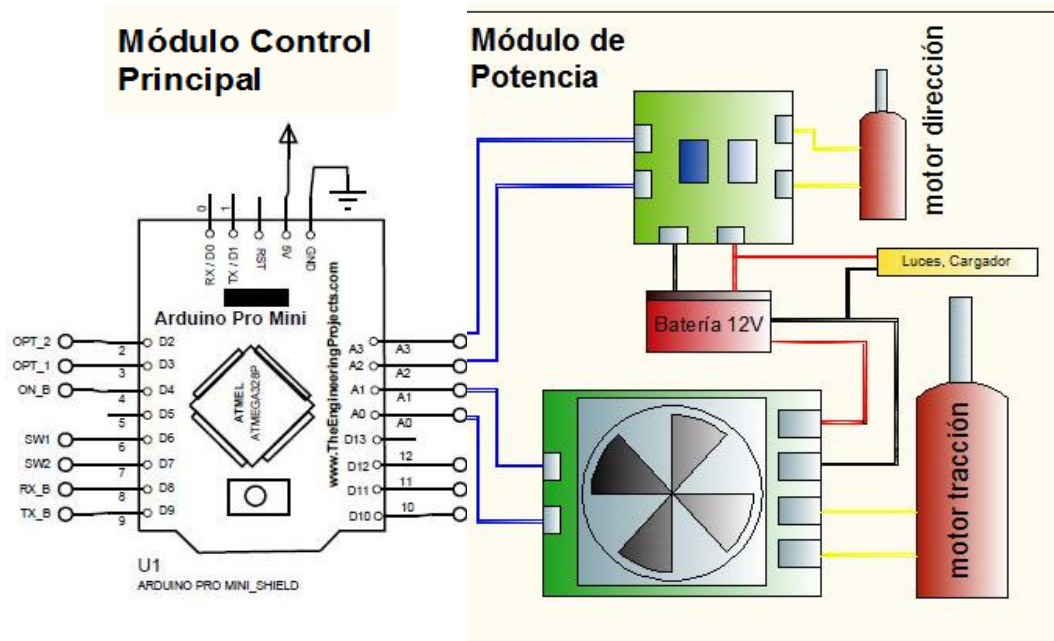 Módulo Control
Principal
Módulo de
Potencia
motor dirección
0
1
RX / D0
TX / D1
RST
5V
GND
Arduino Pro Mini
www.TheEngineeringProjects.com
ATMEL
ATMEGA328P
OPT_2
2
D2
OPT_1
3
D3
ON_B
4
D4
5
D5
SW1
6
D6
SW2
7
D7
RX_B
8
D8
TX_B
9
D9
A3
A3
A2
A2
A1
A1
A0
A0
D13
D12
12
D11
11
D10
10
U1
ARDUINO PRO MINI_SHIELD
Luces, Cargador
Batería 12V
motor tracción